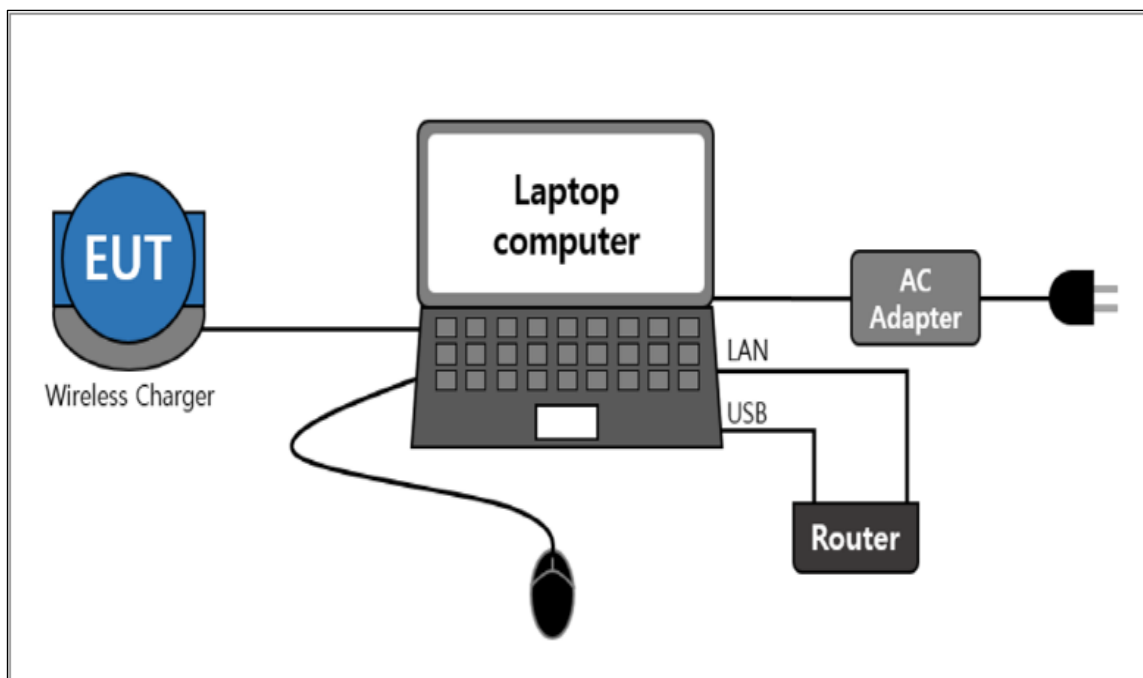 Laptop
computer
EUT
Wireless Charger
AC
Adapter
LAN
USB
Router